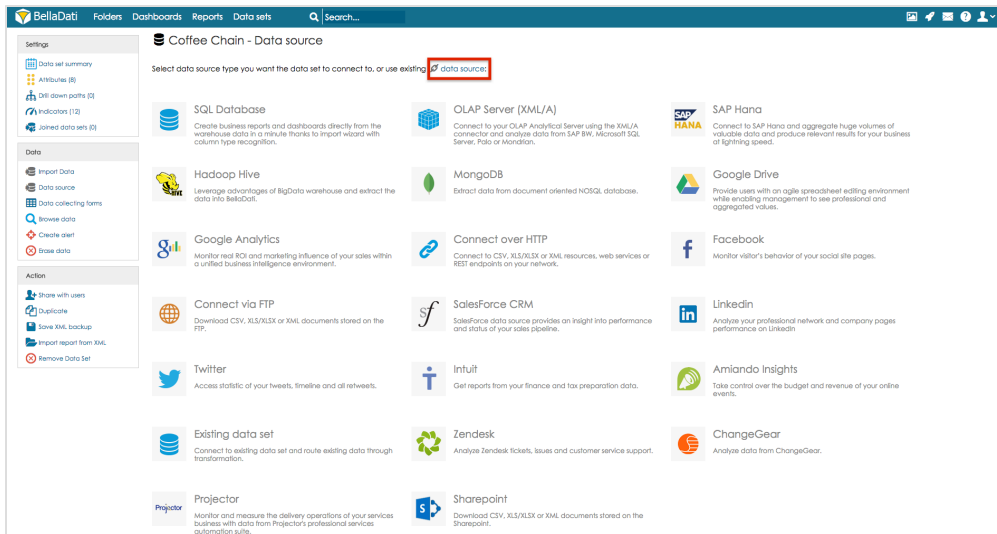 BellaDati Folders Dashboards Reports Data sets Search...
Settings
Data set summary
Attributes (8)
Drill down paths (0)
Indicators (12)
Joined data sets (0)
Data
Import Data
Data source
Data collecting forms
Browse data
Create alert
Erase data
Action
Share with users
Duplicate
Save XML backup
Import report from XML
Remove Data Set
Coffee Chain - Data source
Select data source type you want the data set to connect to, or use existing data source:
SQL Database
Create business reports and dashboards directly from the
warehouse data in a minute thanks to import wizard with
column type recognition.
OLAP Server (XML/A)
Connect to your OLAP Analytical Server using the XML/A
connector and analyze data from SAP BW, Microsoft SQL
Server, Palo or Mondrian.
SAP
HANA
SAP Hana
Connect to SAP Hana and aggregate huge volumes of
valuable data and produce relevant results for your business
at lightning speed.
HIVE
Hadoop Hive
Leverage advantages of BigData warehouse and extract the
data into BellaDati.
MongoDB
Extract data from document oriented NOSQL database.
Google Drive
Provide users with an agile spreadsheet editing environment
while enabling management to see professional and
aggregated values.
Google Analytics
Monitor real ROI and marketing influence of your sales within
a unified business intelligence environment.
Connect over HTTP
Connect to CSV, XLS/XLSX or XML resources, web services or
REST endpoints on your network.
Facebook
Monitor visitor's behavior of your social site pages.
Connect via FTP
Download CSV, XLS/XLSX or XML documents stored on the
FTP.
SalesForce CRM
SalesForce data source provides an insight into performance
and status of your sales pipeline.
LinkedIn
Analyze your professional network and company pages
performance on LinkedIn
Twitter
Access statistic of your tweets, timeline and all retweets.
Intuit
Get reports from your finance and tax preparation data.
Amiando Insights
Take control over the budget and revenue of your online
events.
Existing data set
Connect to existing data set and route existing data through
transformation.
Zendesk
Analyze Zendesk tickets, issues and customer service support.
ChangeGear
Analyze data from ChangeGear.
Projector
Projector
Monitor and measure the delivery operations of your services
business with data from Projector's professional services
automation suite.
Sharepoint
Download CSV, XLS/XLSX or XML documents stored on the
Sharepoint.